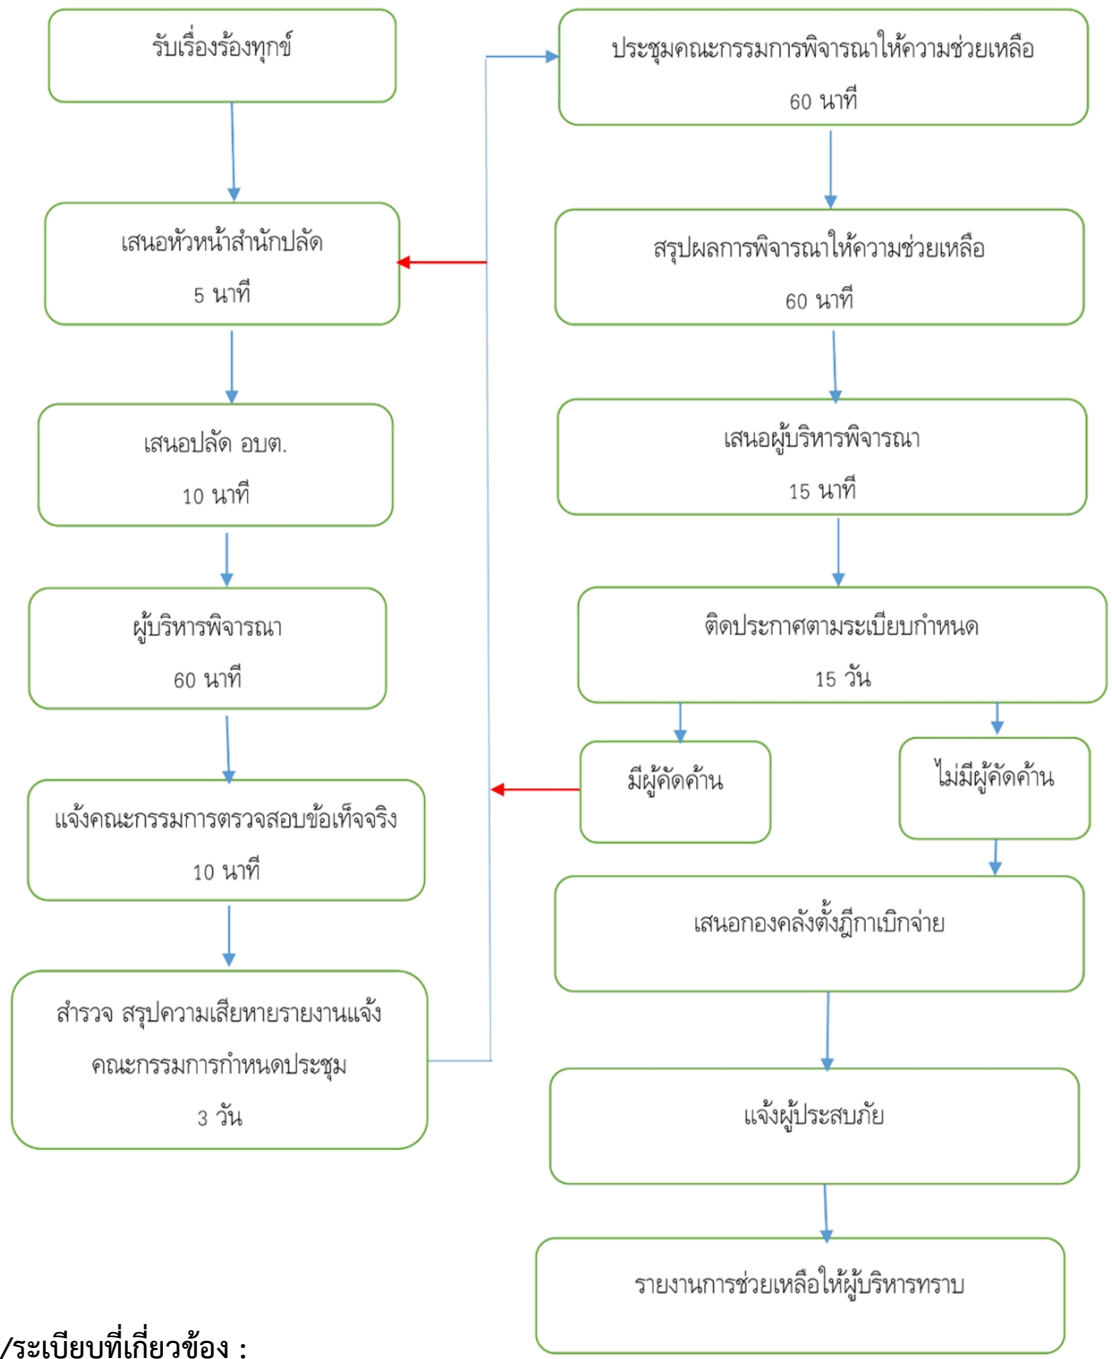 รับเรื่องร้องทุกข์
เสนอหัวหน้าสำนักปลัด
5 นาที
เสนอปลัด อบต.
10 นาที
ผู้บริหารพิจารณา
60 นาที
แจ้งคณะกรรมการตรวจสอบข้อเท็จจริง
10 นาที
สำรวจ สรุปความเสียหายรายงานแจ้ง
คณะกรรมการกำหนดประชุม
3 วัน
ประชุมคณะกรรมการพิจารณาให้ความช่วยเหลือ
60 นาที
สรุปผลการพิจารณาให้ความช่วยเหลือ
60 นาที
เสนอผู้บริหารพิจารณา
15 นาที
ติดประกาศตามระเบียบกำหนด
15 วัน
มีผู้คัดค้าน
ไม่มีผู้คัดค้าน
เสนอกองคลังตั้งฎีกาเบิกจ่าย
แจ้งผู้ประสบภัย
รายงานการช่วยเหลือให้ผู้บริหารทราบ
/ระเบียบที่เกี่ยวข้อง :